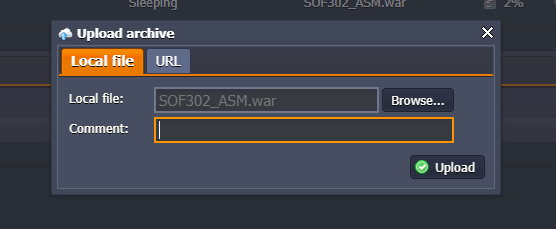 Sleeping SOF302_ASM.war 2%
Upload archive
Local file URL
Local file: SOF302_ASM.war Browse...
Comment:
Upload